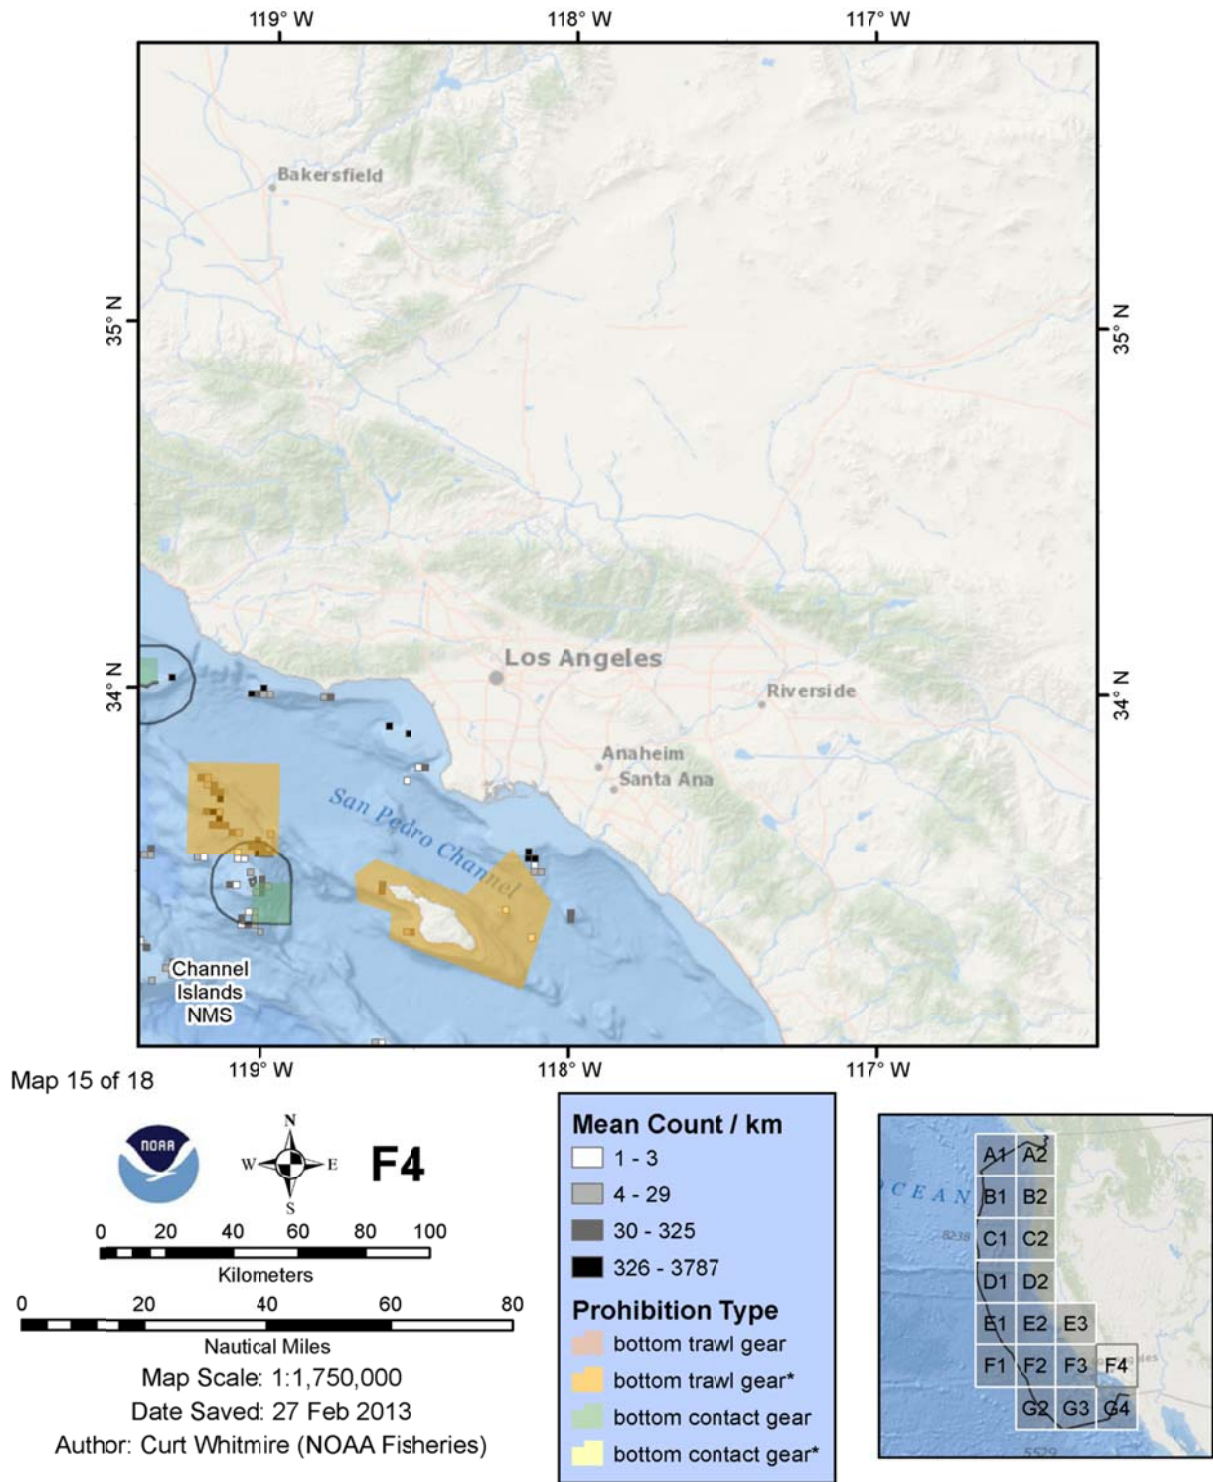 119° W
118° W
117° W
Bakersfield
35° N
35° N
Los Angeles
34° N
Riverside
34° N
Anaheim
Santa Ana
San Pedro Channel
Channel
Islands
NMS
119° W
118° W
117° W
Map 15 of 18
NOAA
N
W
E
S
F4
0 20 40 60 80 100
Kilometers
0 20 40 60 80
Nautical Miles
Map Scale: 1:1,750,000
Date Saved: 27 Feb 2013
Author: Curt Whitmire (NOAA Fisheries)
Mean Count / km
1 - 3
4 - 29
30 - 325
326 - 3787
Prohibition Type
bottom trawl gear
bottom trawl gear*
bottom contact gear
bottom contact gear*
A1 A2
OCEAN
B1 B2
8238
C1 C2
D1 D2
E1 E2 E3
F1 F2 F3 F4
G2 G3 G4
5529